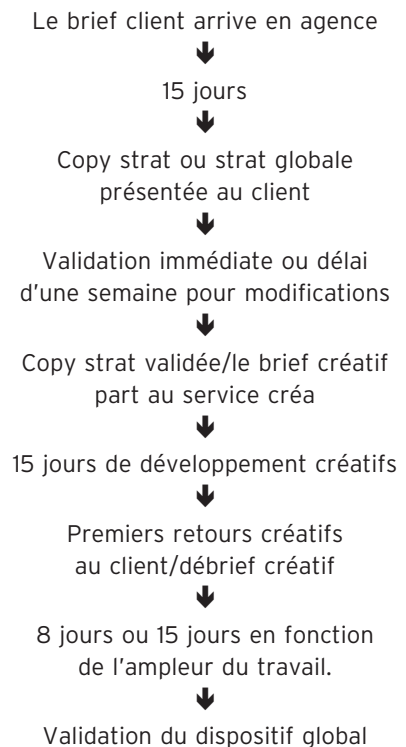 Le brief client arrive en agence
15 jours
Copy strat ou strat globale
présentée au client
Validation immédiate ou délai
d'une semaine pour modifications
Copy strat validée/le brief créatif
part au service créa
15 jours de développement créatifs
Premiers retours créatifs
au client/débrief créatif
8 jours ou 15 jours en fonction
de l'ampleur du travail.
Validation du dispositif global